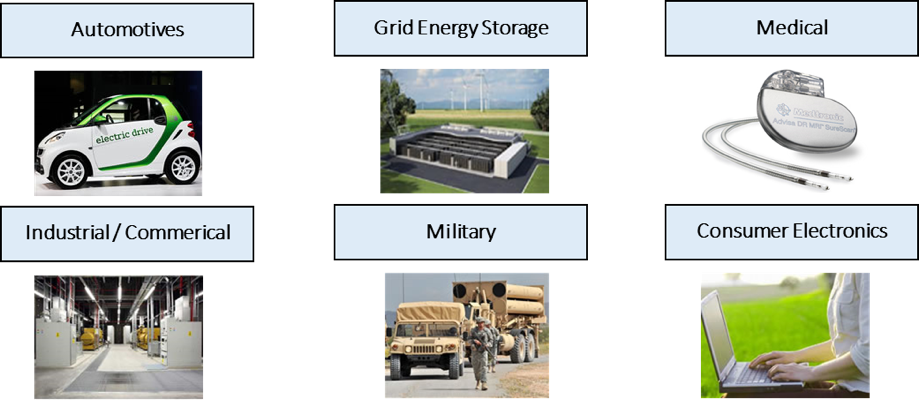 Automotives
Grid Energy Storage
Medical
electric drive
Medtronic
Advisa DR MRI SureScan
Industrial / Commerical
Military
Consumer Electronics